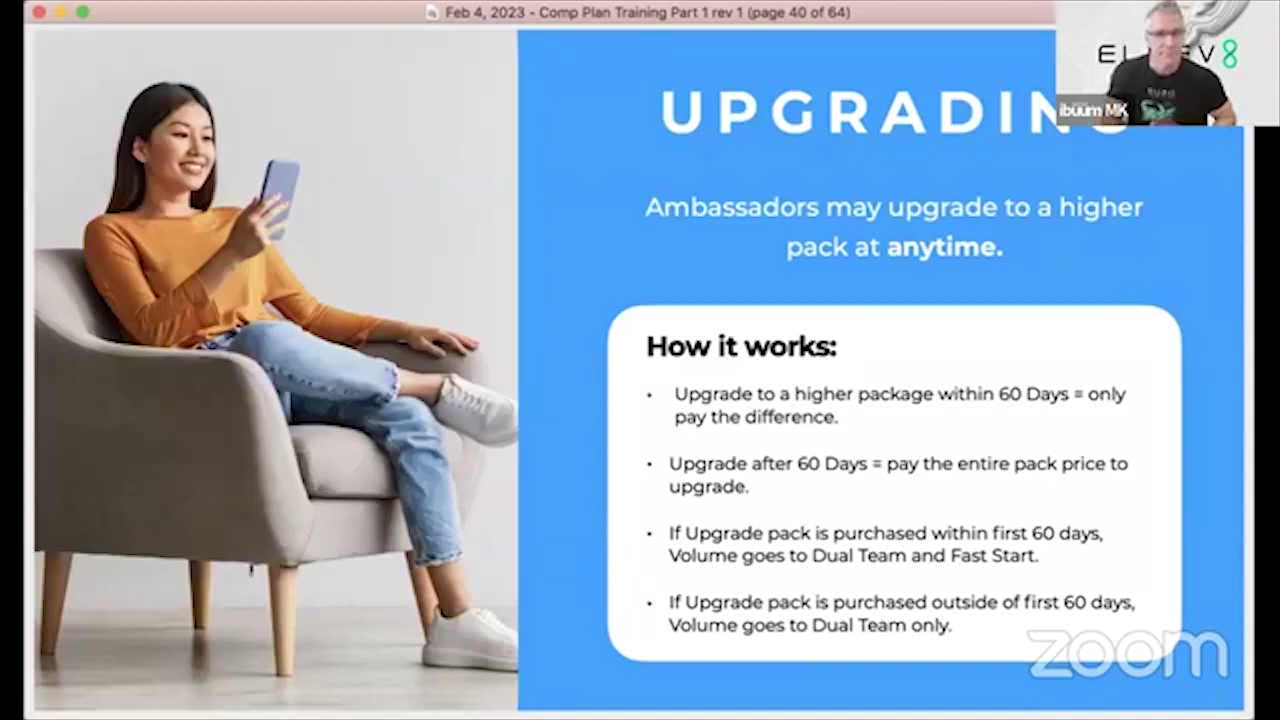 Feb 4, 2023 - Comp Plan Training Part 1 rev 1 (page 40 of 64)
ibüüm MK
UPGRADING
Ambassadors may upgrade to a higher
pack at anytime.
How it works:
• Upgrade to a higher package within 60 Days = only
pay the difference.
• Upgrade after 60 Days = pay the entire pack price to
upgrade.
• If Upgrade pack is purchased within first 60 days,
Volume goes to Dual Team and Fast Start.
• If Upgrade pack is purchased outside of first 60 days,
Volume goes to Dual Team only.
zoom